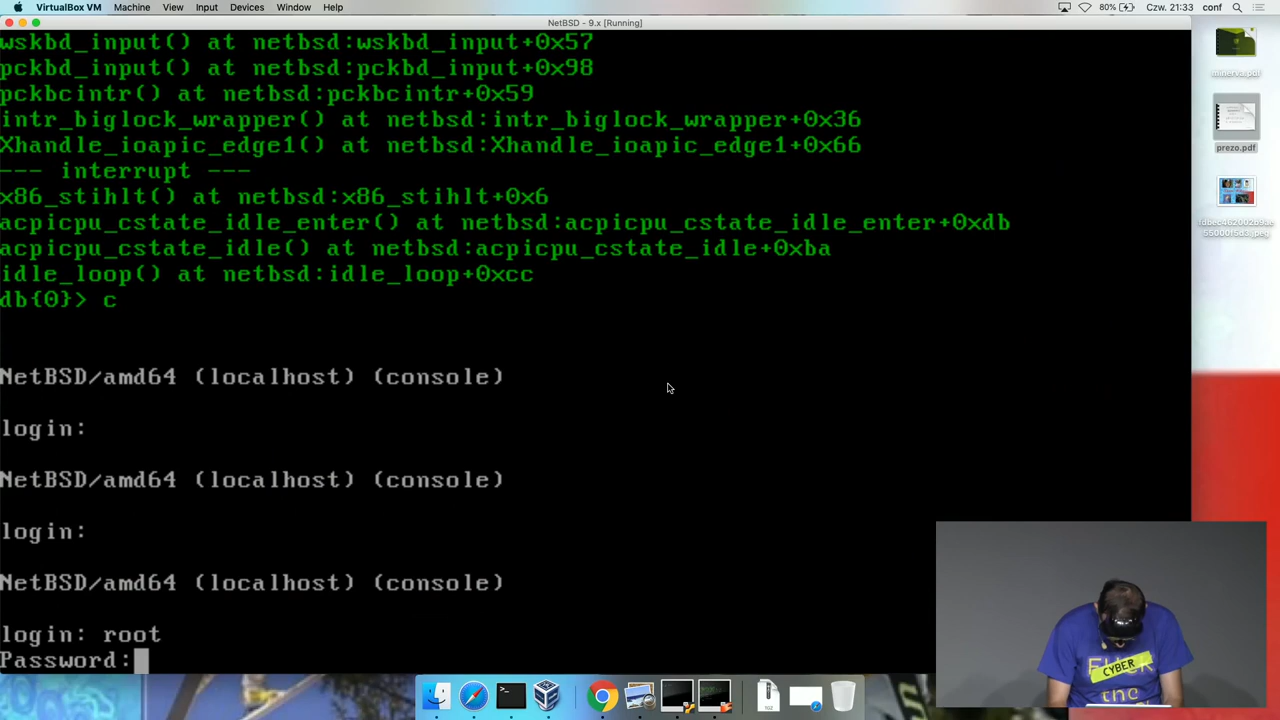 VirtualBox VM Machine View Input Devices Window Help 80% Czw. 21:33 conf
NetBSD - 9.x [Running]
wskbd_input() at netbsd:wskbd_input+0x57
pckbd_input() at netbsd:pckbd_input+0x98
pckbcintr() at netbsd:pckbcintr+0x59
intr_biglock_wrapper() at netbsd:intr_biglock_wrapper+0x36
Xhandle_ioapic_edge1() at netbsd:Xhandle_ioapic_edge1+0x66
--- interrupt ---
x86_stihlt() at netbsd:x86_stihlt+0x6
acpicpu_cstate_idle_enter() at netbsd:acpicpu_cstate_idle_enter+0xdb
acpicpu_cstate_idle() at netbsd:acpicpu_cstate_idle+0xba
idle_loop() at netbsd:idle_loop+0xcc
db{0}> c
NetBSD/amd64 (localhost) (console)
login:
NetBSD/amd64 (localhost) (console)
login:
NetBSD/amd64 (localhost) (console)
login: root
Password:
minerva.pdf
prezo.pdf
CYBER
the